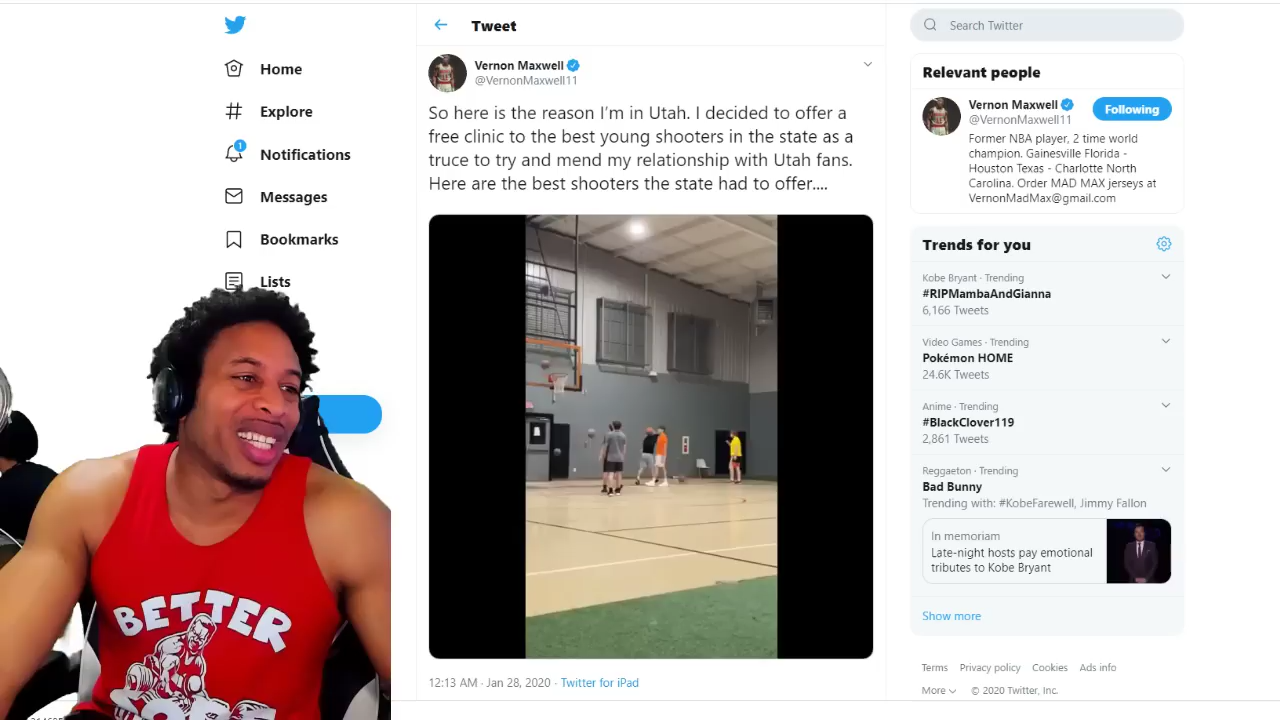 Home
Explore
1
Notifications
Messages
Bookmarks
Lists
BETTER
Tweet
Vernon Maxwell
@VernonMaxwell11
So here is the reason I'm in Utah. I decided to offer a
free clinic to the best young shooters in the state as a
truce to try and mend my relationship with Utah fans.
Here are the best shooters the state had to offer....
12:13 AM · Jan 28, 2020 · Twitter for iPad
Search Twitter
Relevant people
Vernon Maxwell
@VernonMaxwell11
Following
Former NBA player, 2 time world
champion. Gainesville Florida -
Houston Texas - Charlotte North
Carolina. Order MAD MAX jerseys at
VernonMadMax@gmail.com
Trends for you
Kobe Bryant · Trending
#RIPMambaAndGianna
6,166 Tweets
Video Games · Trending
Pokémon HOME
24.6K Tweets
Anime · Trending
#BlackClover119
2,861 Tweets
Reggaeton · Trending
Bad Bunny
Trending with: #KobeFarewell, Jimmy Fallon
In memoriam
Late-night hosts pay emotional
tributes to Kobe Bryant
Show more
Terms Privacy policy Cookies Ads info
More © 2020 Twitter, Inc.